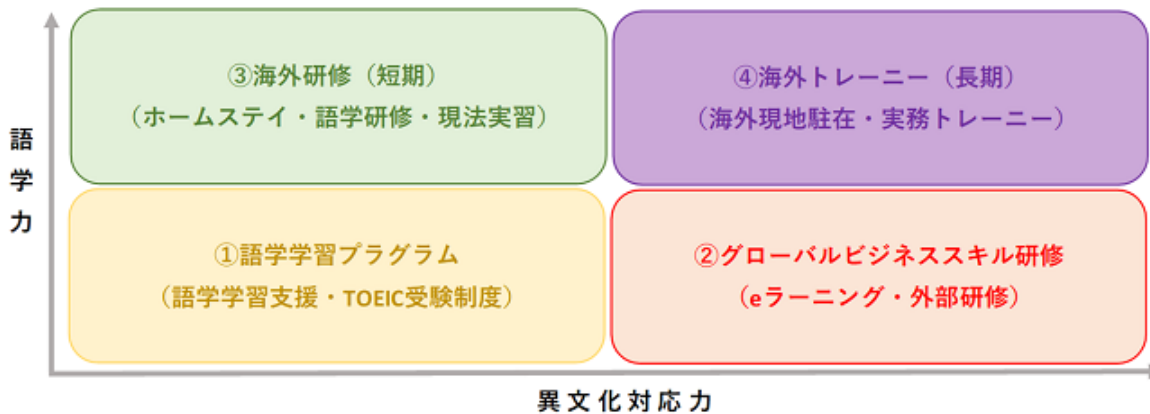 ③海外研修（短期）
（ホームステイ・語学研修・現法実習）
④海外トレーニー（長期）
（海外現地駐在・実務トレーニー）
語学力
①語学学習プラグラム
（語学学習支援・TOEIC受験制度）
②グローバルビジネススキル研修
（eラーニング・外部研修）
異文化対応力